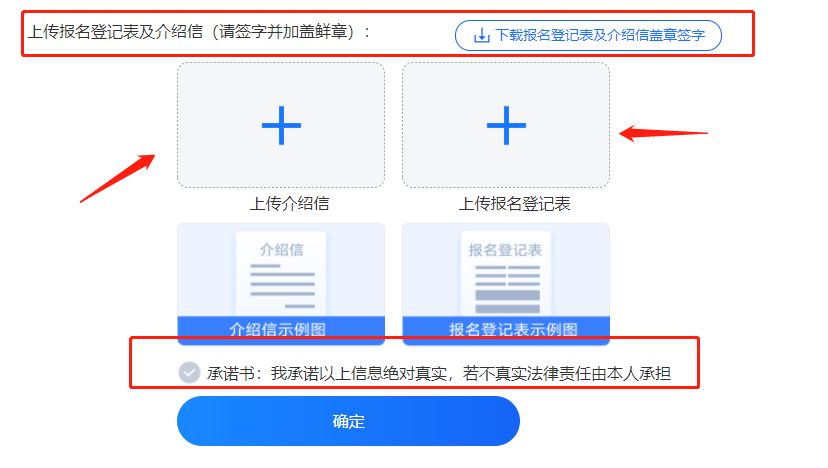 上传报名登记表及介绍信（请签字并加盖鲜章）：
下载报名登记表及介绍信盖章签字
上传介绍信
上传报名登记表
介绍信
报名登记表
介绍信示例图
报名登记表示例图
承诺书：我承诺以上信息绝对真实，若不真实法律责任由本人承担
确定